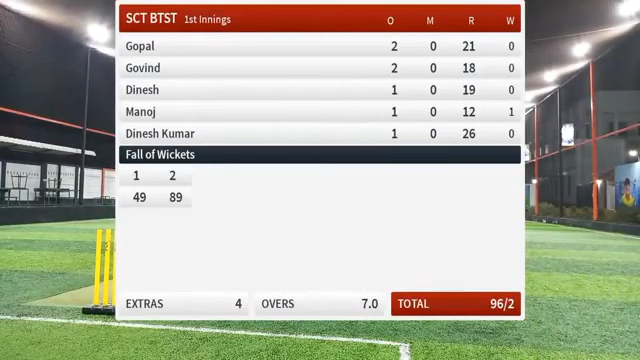 SCT BTST 1st Innings O M R W
Gopal 2 0 21 0
Govind 2 0 18 0
Dinesh 1 0 19 0
Manoj 1 0 12 1
Dinesh Kumar 1 0 26 0
Fall of Wickets
1 2
49 89
EXTRAS 4 OVERS 7.0 TOTAL 96/2